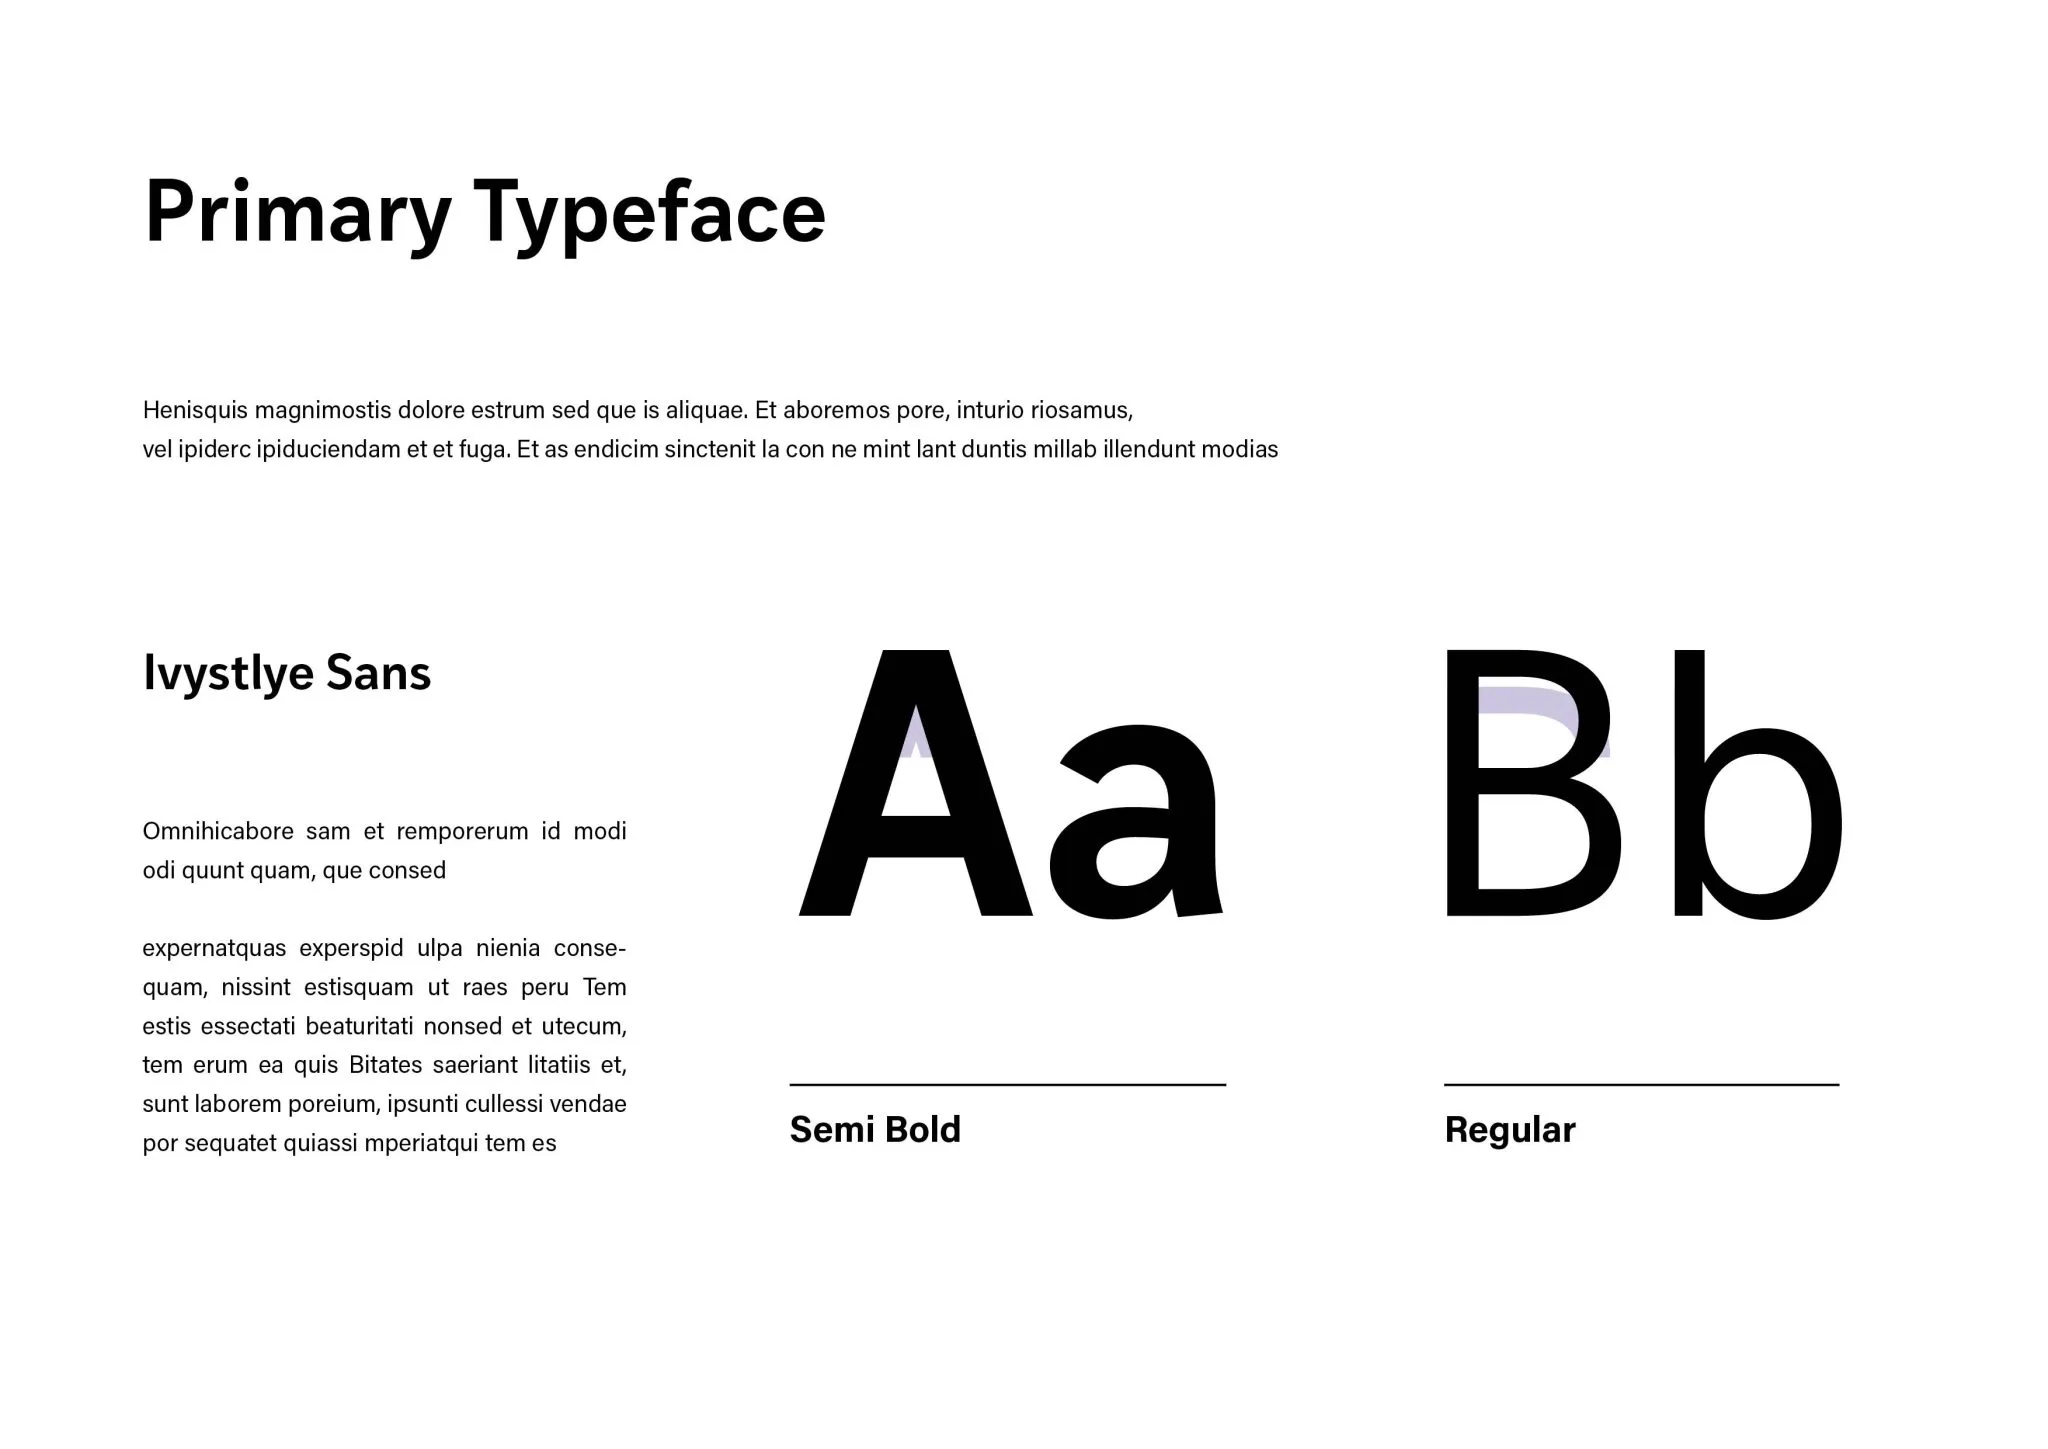 Primary Typeface
Henisquis magnimostis dolore estrum sed que is aliquae. Et aboremos pore, inturio riosamus,
vel ipiderc ipiduciendam et et fuga. Et as endicim sinctenit la con ne mint lant duntis millab illendunt modias
Ivystlye Sans
Omnihicabore sam et remporerum id modi
odi quunt quam, que consed
expernatquas experspid ulpa nienia conse-
quam, nissint estisquam ut raes peru Tem
estis essectati beaturitati nonsed et utecum,
tem erum ea quis Bitates saeriant litatiis et,
sunt laborem poreium, ipsunti cullessi vendae
por sequatet quiassi mperiatqui tem es
Aa
Semi Bold
Bb
Regular